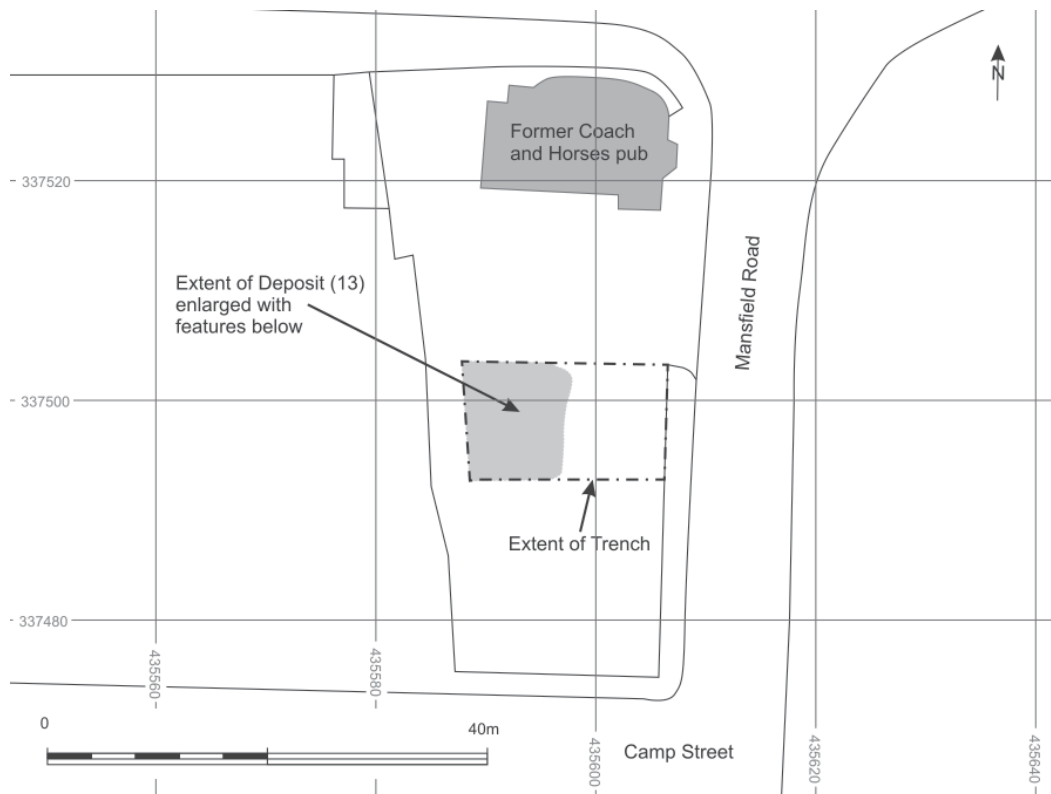 N
Former Coach
and Horses pub
337520
Mansfield Road
Extent of Deposit (13)
enlarged with
features below
337500
Extent of Trench
337480
435560
435580
435600
435620
435640
0
40m
Camp Street